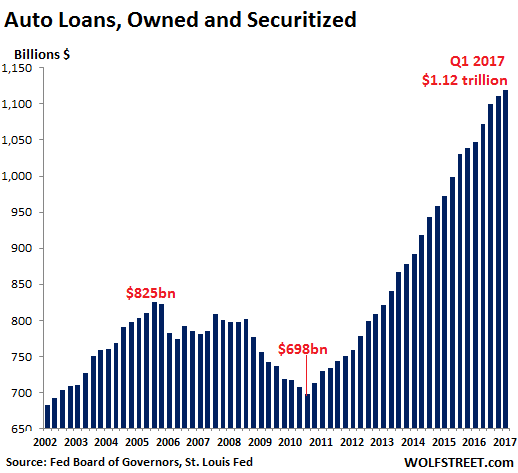 Auto Loans, Owned and Securitized
Billions $
Q1 2017
$1.12 trillion
1,150
1,100
1,050
1,000
950
900
850
800
750
700
650
$825bn
$698bn
2002 2003 2004 2005 2006 2007 2008 2009 2010 2011 2012 2013 2014 2015 2016 2017
Source: Fed Board of Governors, St. Louis Fed
WOLFSTREET.com